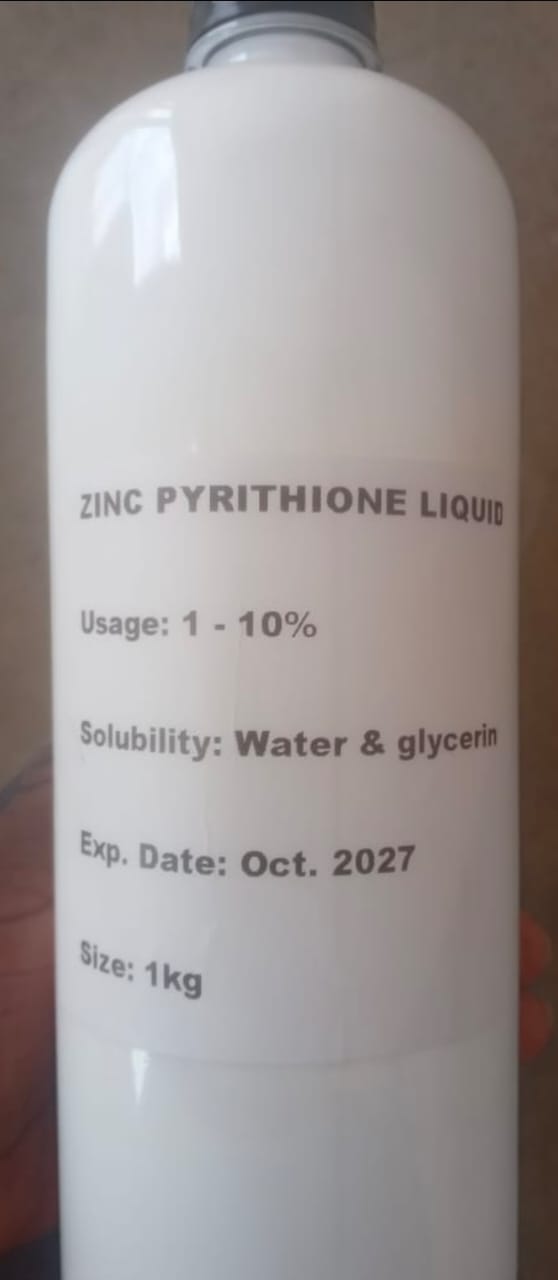 ZINC PYRITHIONE LIQUID
Usage: 1 - 10%
Solubility: Water & glycerin
Exp. Date: Oct. 2027
Size: 1kg